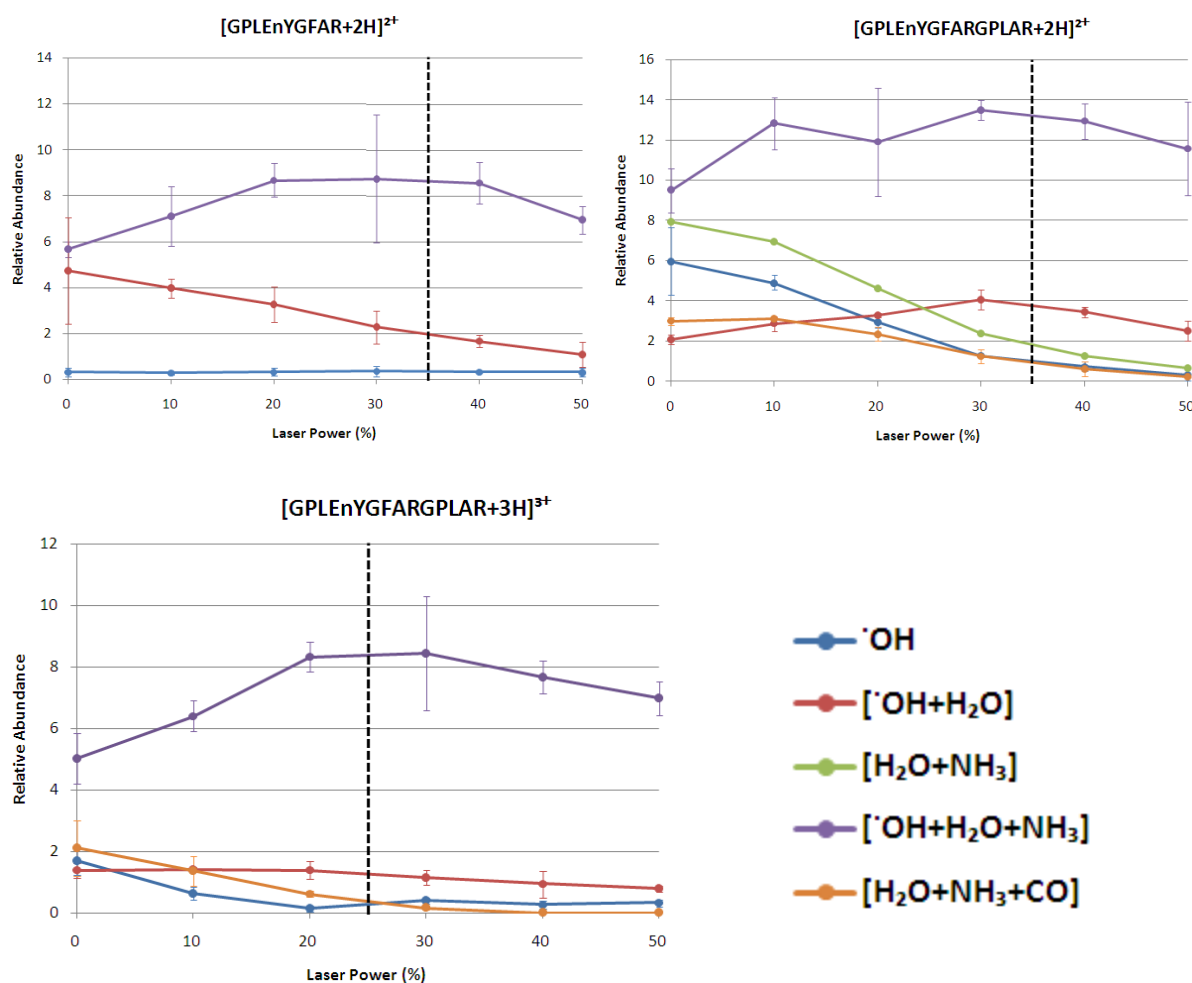 [GPLEnYGFAR+2H]²⁺
14
12
10
8
6
4
2
0
Relative Abundance
0 10 20 30 40 50
Laser Power (%)
[GPLEnYGFARGPLAR+2H]²⁺
16
14
12
10
8
6
4
2
0
Relative Abundance
0 10 20 30 40 50
Laser Power (%)
[GPLEnYGFARGPLAR+3H]³⁺
12
10
8
6
4
2
0
Relative Abundance
0 10 20 30 40 50
Laser Power (%)
˙OH
[˙OH+H₂O]
[H₂O+NH₃]
[˙OH+H₂O+NH₃]
[H₂O+NH₃+CO]